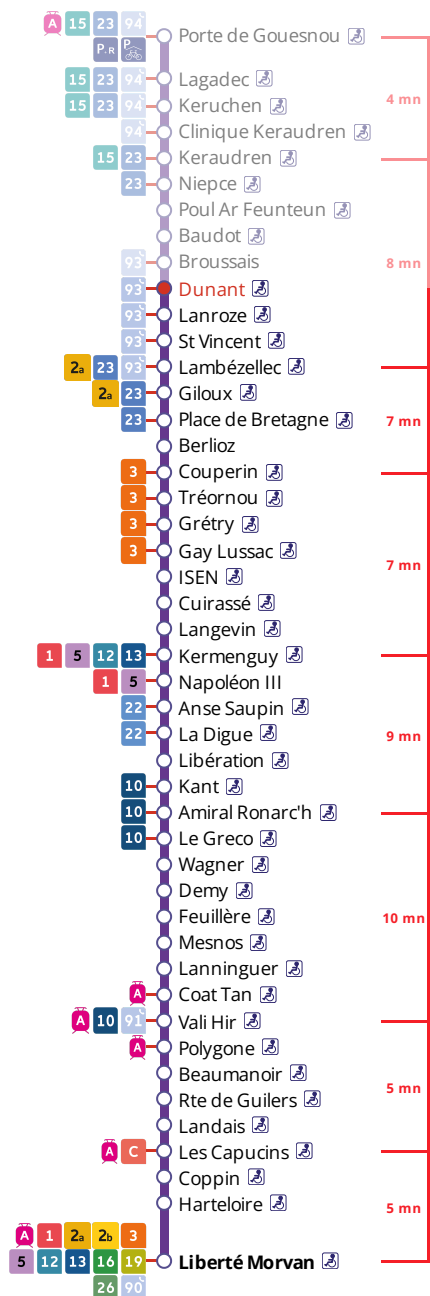 A 15 23 94 Porte de Gouesnou
P+R P
15 23 94 Lagadec
15 23 94 Keruchen
4 mn
94 Clinique Keraudren
15 23 Keraudren
23 Niepce
Poul Ar Feunteun
Baudot
93 Broussais
8 mn
93 Dunant
93 Lanroze
93 St Vincent
2a 23 93 Lambézellec
2a 23 Giloux
23 Place de Bretagne
7 mn
Berlioz
3 Couperin
3 Tréornou
3 Grétry
3 Gay Lussac
7 mn
ISEN
Cuirassé
Langevin
1 5 12 13 Kermenguy
1 5 Napoléon III
22 Anse Saupin
22 La Digue
9 mn
Libération
10 Kant
10 Amiral Ronarc'h
10 Le Greco
Wagner
Demy
Feuillère
10 mn
Mesnos
Lanninguer
A Coat Tan
A 10 91 Vali Hir
A Polygone
Beaumanoir
5 mn
Rte de Guilers
Landais
A C Les Capucins
Coppin
Harteloire
5 mn
A 1 2a 2b 3
5 12 13 16 19 Liberté Morvan
26 90